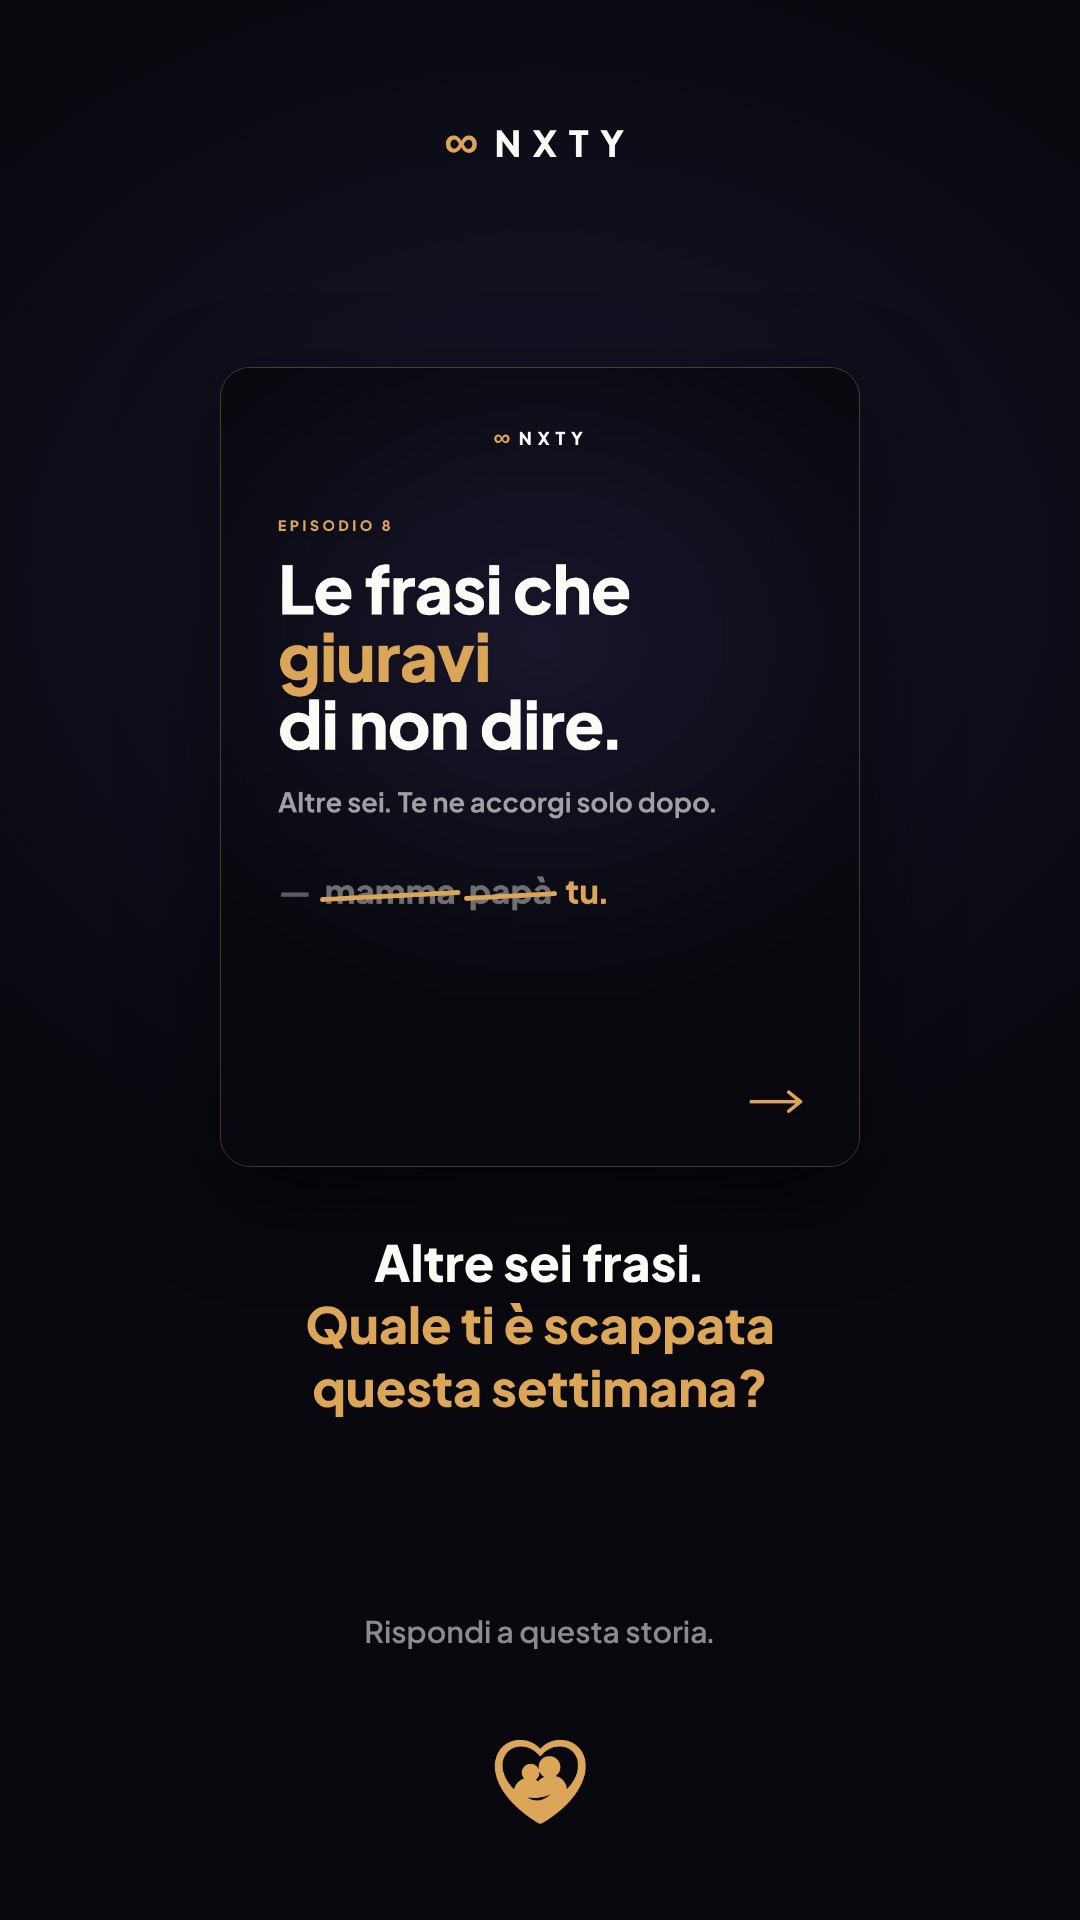 ∞ NXTY
∞ NXTY
EPISODIO 8
Le frasi che
giuravi
di non dire.
Altre sei. Te ne accorgi solo dopo.
— mamma papà tu.
Altre sei frasi.
Quale ti è scappata
questa settimana?
Rispondi a questa storia.